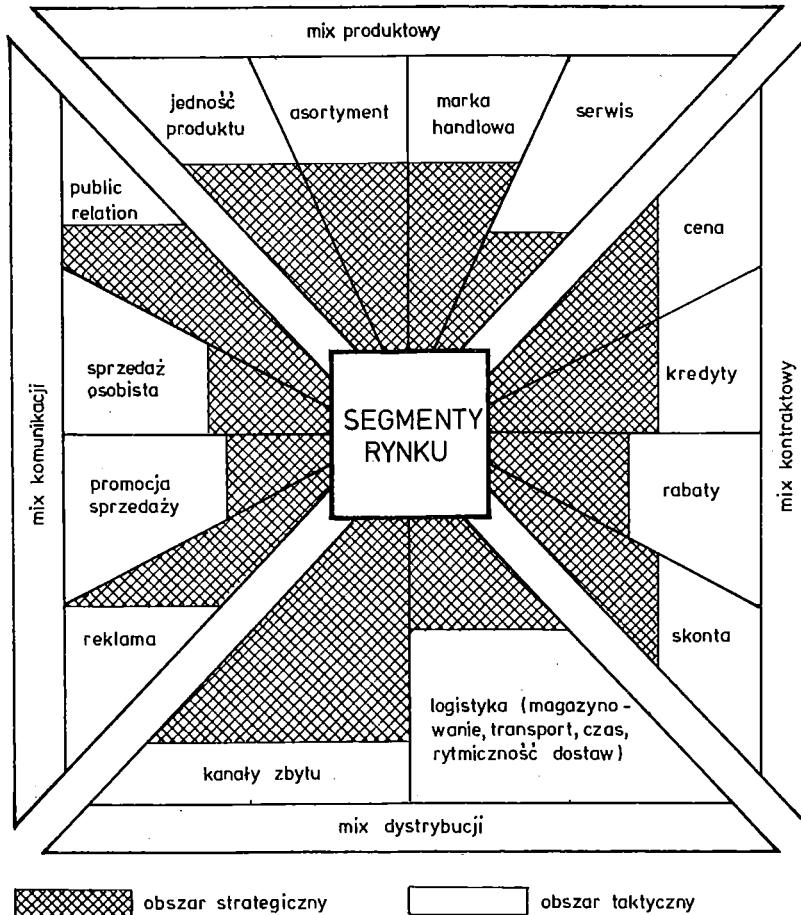 mix produktowy
jedność
produktu
asortyment
marka
handlowa
serwis
public
relation
cena
sprzedaż
osobista
kredyty
mix komunikacji
SEGMENTY
RYNKU
mix kontraktowy
promocja
sprzedaży
rabaty
reklama
skonta
logistyka (magazyno-
wanie, transport, czas,
rytmiczność dostaw)
kanały zbytu
mix dystrybucji
obszar strategiczny
obszar taktyczny